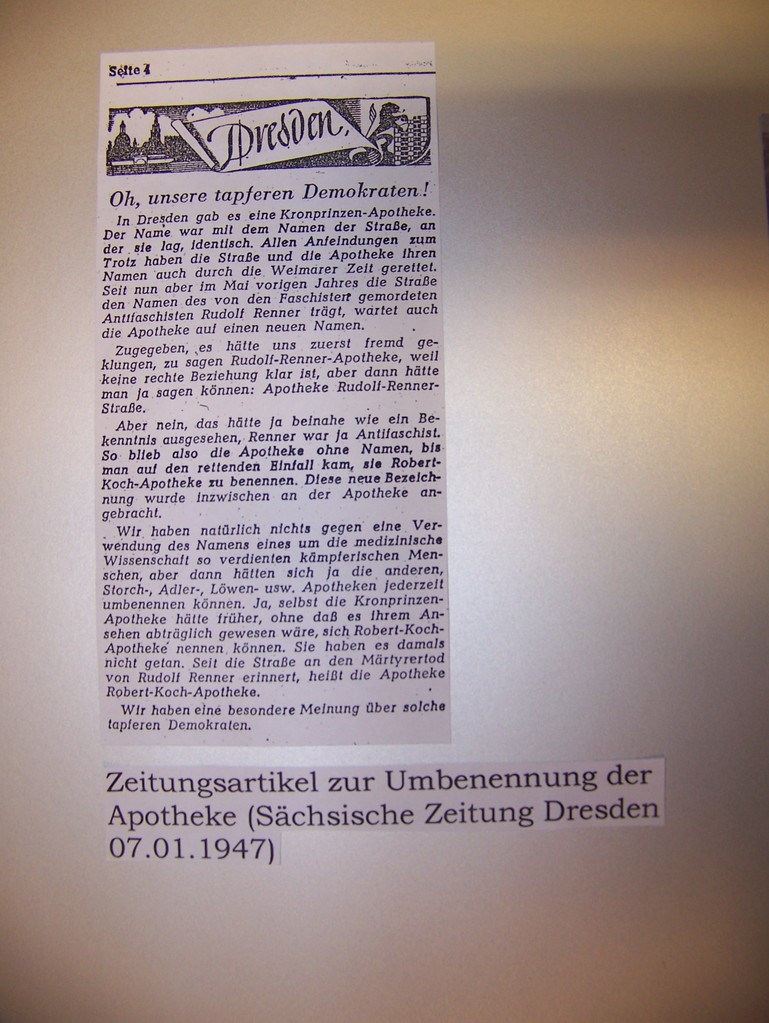 Seite 4
Dresden
Oh, unsere tapferen Demokraten!
In Dresden gab es eine Kronprinzen-Apotheke.
Der Name war mit dem Namen der Straße, an
der sie lag, identisch. Allen Anfeindungen zum
Trotz haben die Straße und die Apotheke ihren
Namen auch durch die Weimarer Zeit gerettet.
Seit nun aber im Mai vorigen Jahres die Straße
den Namen des von den Faschisten gemordeten
Antifaschisten Rudolf Renner trägt, wartet auch
die Apotheke auf einen neuen Namen.
Zugegeben, es hätte uns zuerst fremd ge-
klungen, zu sagen Rudolf-Renner-Apotheke, weil
keine rechte Beziehung klar ist, aber dann hätte
man ja sagen können: Apotheke Rudolf-Renner-
Straße.
Aber nein, das hätte ja beinahe wie ein Be-
kenntnis ausgesehen, Renner war ja Antifaschist.
So blieb also die Apotheke ohne Namen, bis
man auf den rettenden Einfall kam, sie Robert-
Koch-Apotheke zu benennen. Diese neue Bezeich-
nung wurde inzwischen an der Apotheke an-
gebracht.
Wir haben natürlich nichts gegen eine Ver-
wendung des Namens eines um die medizinische
Wissenschaft so verdienten kämpferischen Men-
schen, aber dann hätten sich ja die anderen,
Storch-, Adler-, Löwen- usw. Apotheken jederzeit
umbenennen können. Ja, selbst die Kronprinzen-
Apotheke hätte früher, ohne daß es ihrem An-
sehen abträglich gewesen wäre, sich Robert-Koch-
Apotheke nennen können. Sie haben es damals
nicht getan. Seit die Straße an den Märtyrertod
von Rudolf Renner erinnert, heißt die Apotheke
Robert-Koch-Apotheke.
Wir haben eine besondere Meinung über solche
tapferen Demokraten.
Zeitungsartikel zur Umbenennung der
Apotheke (Sächsische Zeitung Dresden
07.01.1947)